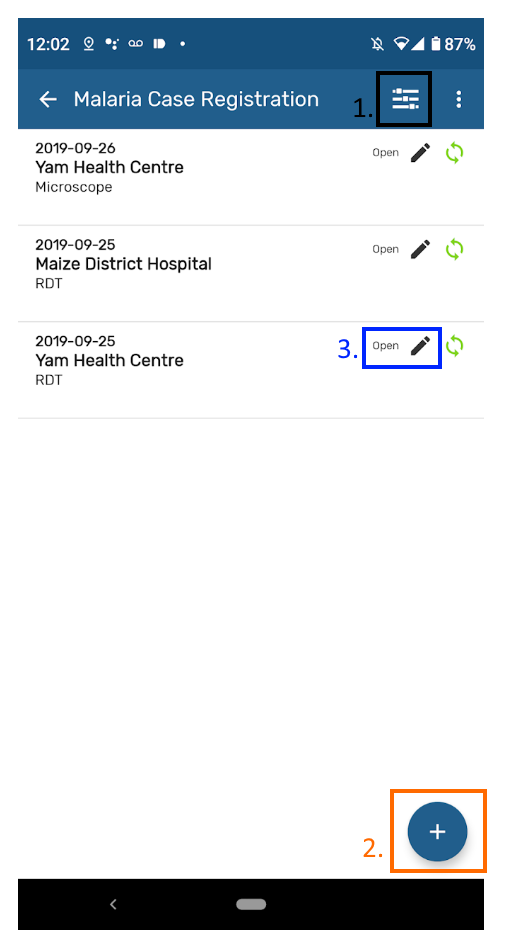 12:02 87%
Malaria Case Registration
1.
2019-09-26
Yam Health Centre
Microscope
Open
2019-09-25
Maize District Hospital
RDT
Open
2019-09-25
Yam Health Centre
RDT
3.
Open
2.
+